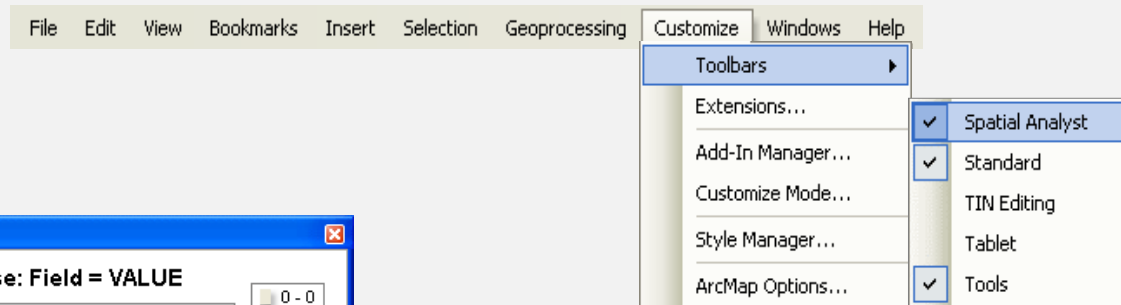 File Edit View Bookmarks Insert Selection Geoprocessing Customize Windows Help
Toolbars
Extensions...
Add-In Manager...
Customize Mode...
Style Manager...
ArcMap Options...
Spatial Analyst
Standard
TIN Editing
Tablet
Tools
Field = VALUE
0 - 0